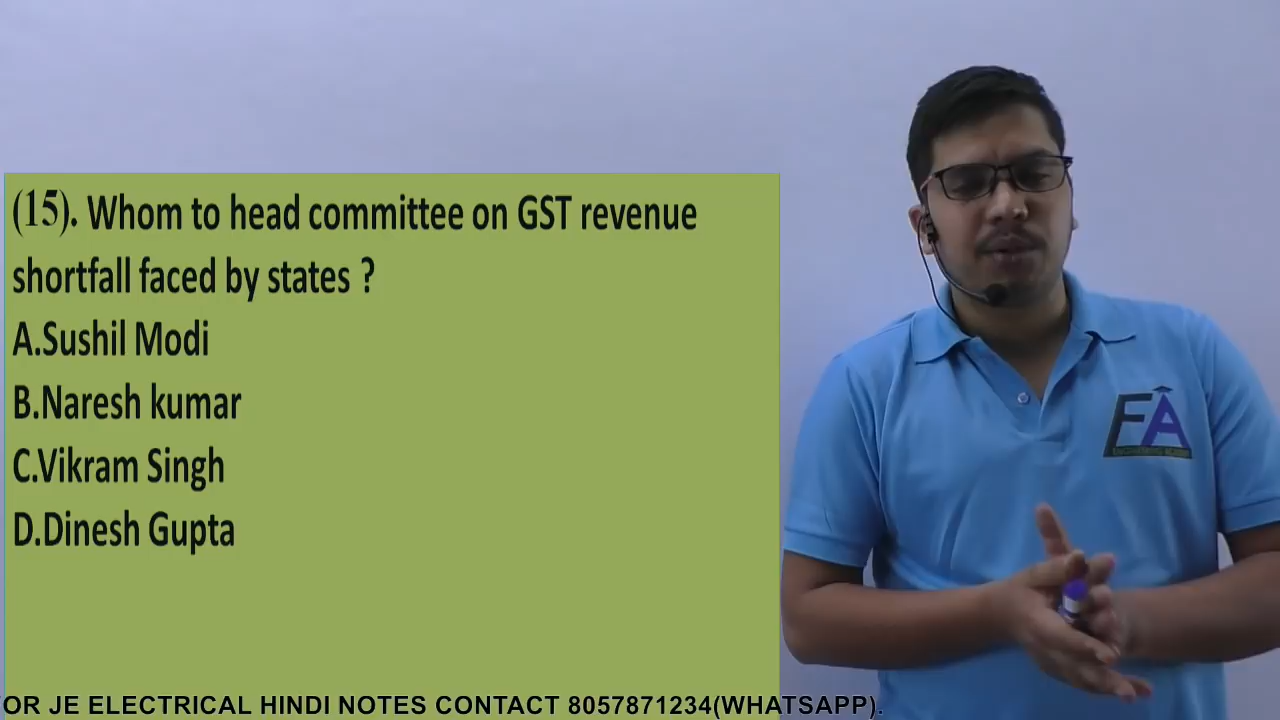 (15). Whom to head committee on GST revenue
shortfall faced by states ?
A.Sushil Modi
B.Naresh kumar
C.Vikram Singh
D.Dinesh Gupta
EA
OR JE ELECTRICAL HINDI NOTES CONTACT 8057871234(WHATSAPP).